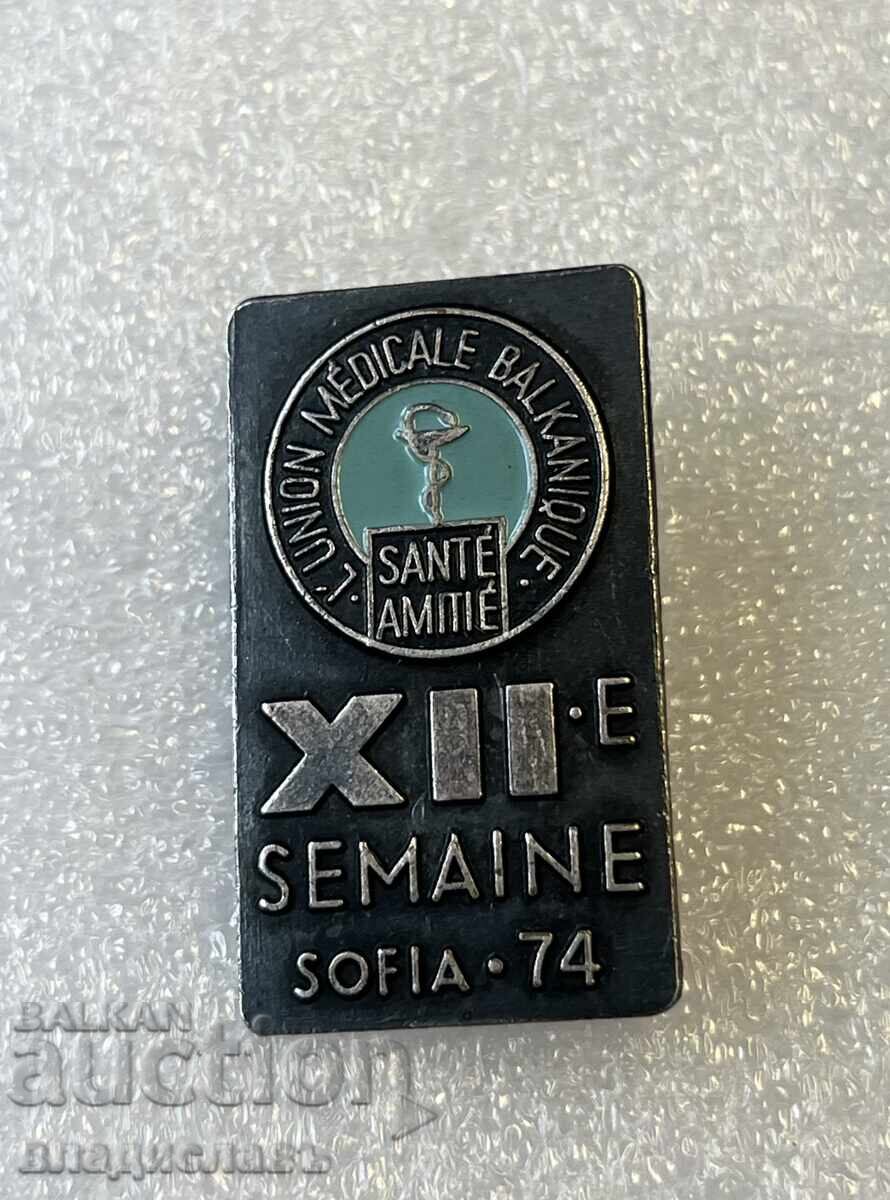 · L'UNION MÉDICALE BALKANIQUE ·
SANTÉ
AMITIÉ
XII·E
SEMAINE
SOFIA · 74
BALKAN
auction
владиславъ